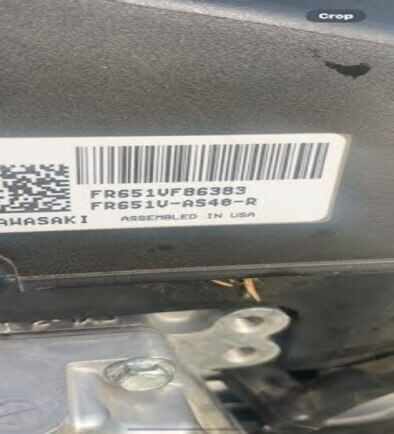 Crop
FR651VF86383
FR651V-AS40-R
AWASAKI
ASSEMBLED IN USA